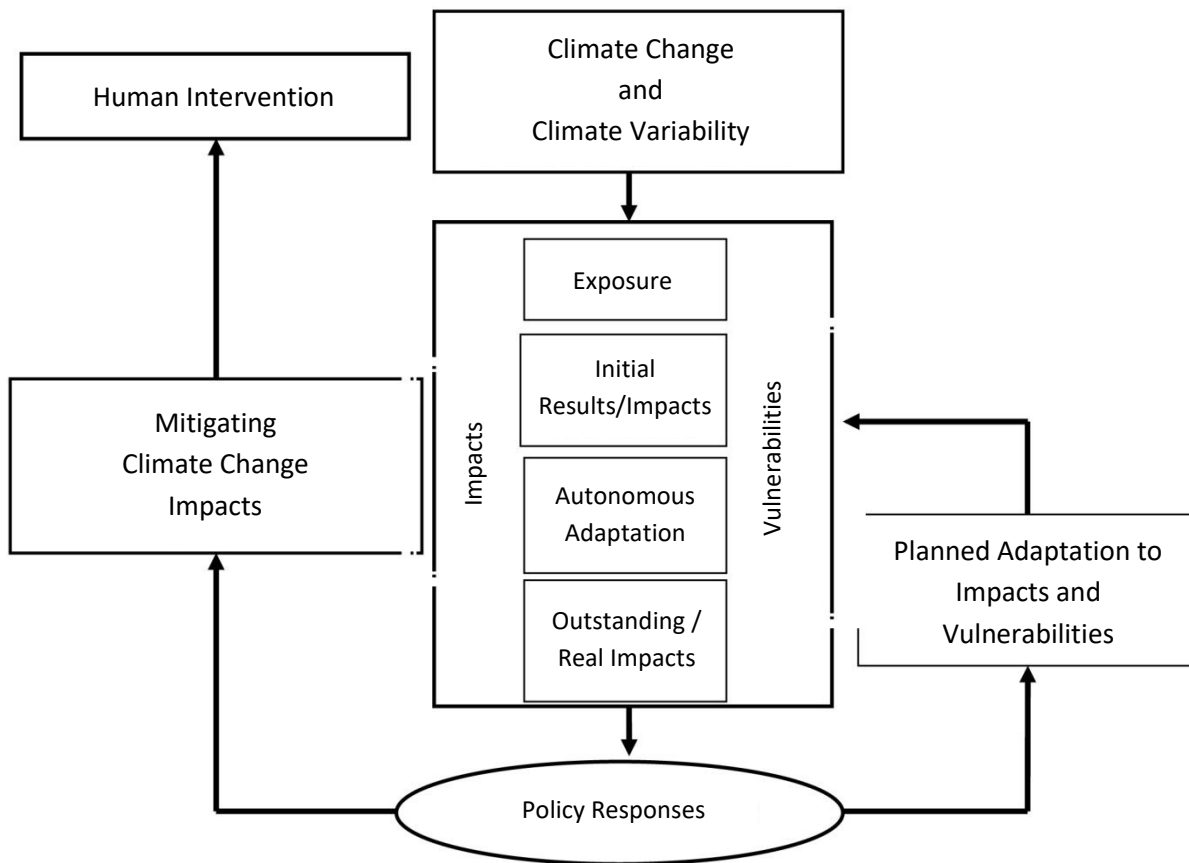 Climate Change
and
Climate Variability
Human Intervention
Exposure
Initial
Results/Impacts
Impacts
Vulnerabilities
Autonomous
Adaptation
Outstanding /
Real Impacts
Mitigating
Climate Change
Impacts
Planned Adaptation to
Impacts and
Vulnerabilities
Policy Responses